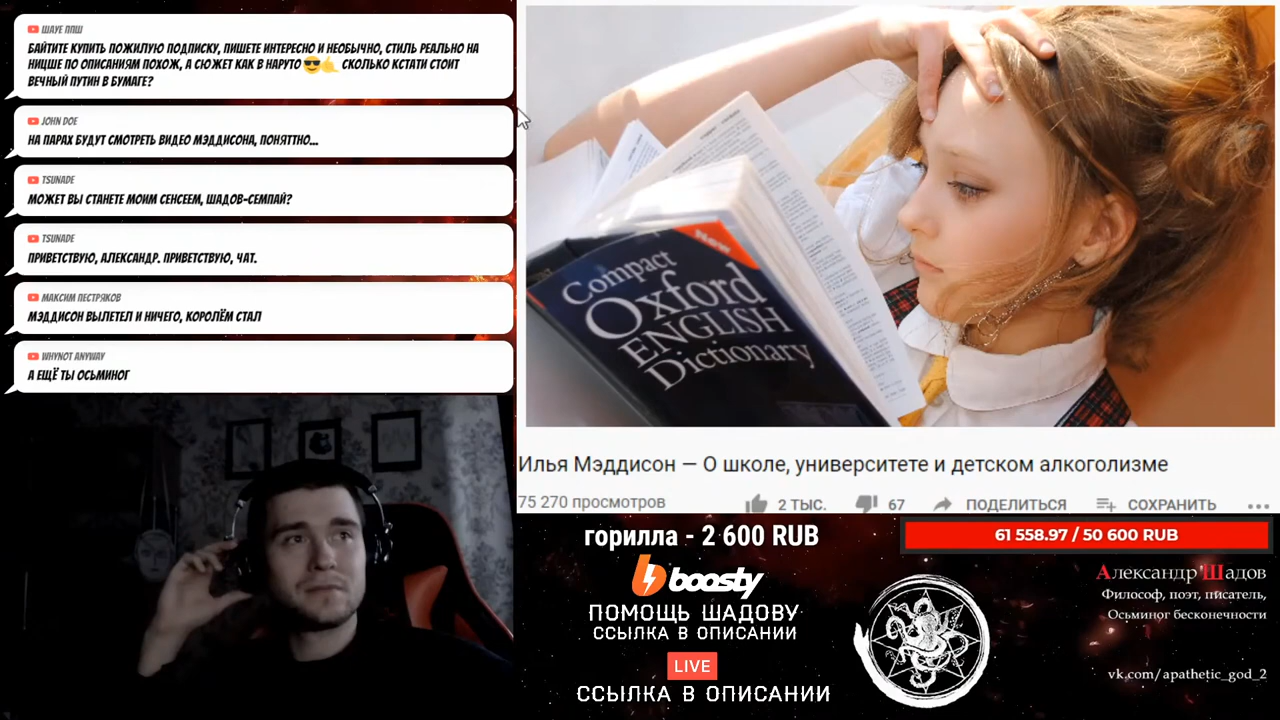 ШАУЕ ППШ
БАЙТИТЕ КУПИТЬ ПОЖИЛУЮ ПОДПИСКУ, ПИШЕТЕ ИНТЕРЕСНО И НЕОБЫЧНО, СТИЛЬ РЕАЛЬНО НА
НИЦШЕ ПО ОПИСАНИЯМ ПОХОЖ, А СЮЖЕТ КАК В НАРУТО 😎🤙 СКОЛЬКО КСТАТИ СТОИТ
ВЕЧНЫЙ ПУТИН В БУМАГЕ?
JOHN DOE
НА ПАРАХ БУДУТ СМОТРЕТЬ ВИДЕО МЭДДИСОНА, ПОНЯТТНО...
TSUNADE
МОЖЕТ ВЫ СТАНЕТЕ МОИМ СЕНСЕЕМ, ШАДОВ-СЕМПАЙ?
TSUNADE
ПРИВЕТСТВУЮ, АЛЕКСАНДР. ПРИВЕТСТВУЮ, ЧАТ.
МАКСИМ ПЕСТРЯКОВ
МЭДДИСОН ВЫЛЕТЕЛ И НИЧЕГО, КОРОЛЁМ СТАЛ
WHYNOT ANYWAY
А ЕЩЁ ТЫ ОСЬМИНОГ
New
Compact
Oxford
ENGLISH
Dictionary
Илья Мэддисон — О школе, университете и детском алкоголизме
75 270 просмотров
2 ТЫС.
67
ПОДЕЛИТЬСЯ
СОХРАНИТЬ
горилла - 2 600 RUB
boosty
ПОМОЩЬ ШАДОВУ
ССЫЛКА В ОПИСАНИИ
LIVE
ССЫЛКА В ОПИСАНИИ
61 558.97 / 50 600 RUB
Александр Шадов
Философ, поэт, писатель,
Осьминог бесконечности
vk.com/apathetic_god_2